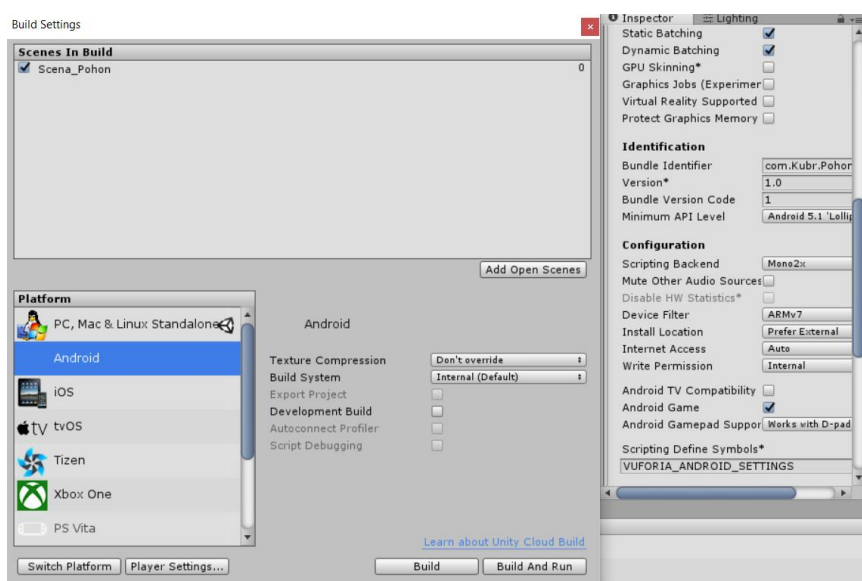 Build Settings
Scenes In Build
Scena_Pohon 0
Add Open Scenes
Platform
PC, Mac & Linux Standalone
Android
iOS
tv tvOS
Tizen
Xbox One
PS Vita
Android
Texture Compression Don't override
Build System Internal (Default)
Export Project
Development Build
Autoconnect Profiler
Script Debugging
Learn about Unity Cloud Build
Switch Platform Player Settings... Build Build And Run
Inspector Lighting
Static Batching
Dynamic Batching
GPU Skinning*
Graphics Jobs (Experimen
Virtual Reality Supported
Protect Graphics Memory
Identification
Bundle Identifier com.Kubr.Pohon
Version* 1.0
Bundle Version Code 1
Minimum API Level Android 5.1 'Lollip
Configuration
Scripting Backend Mono2x
Mute Other Audio Sources
Disable HW Statistics*
Device Filter ARMv7
Install Location Prefer External
Internet Access Auto
Write Permission Internal
Android TV Compatibility
Android Game
Android Gamepad Suppor Works with D-pad
Scripting Define Symbols*
VUFORIA_ANDROID_SETTINGS